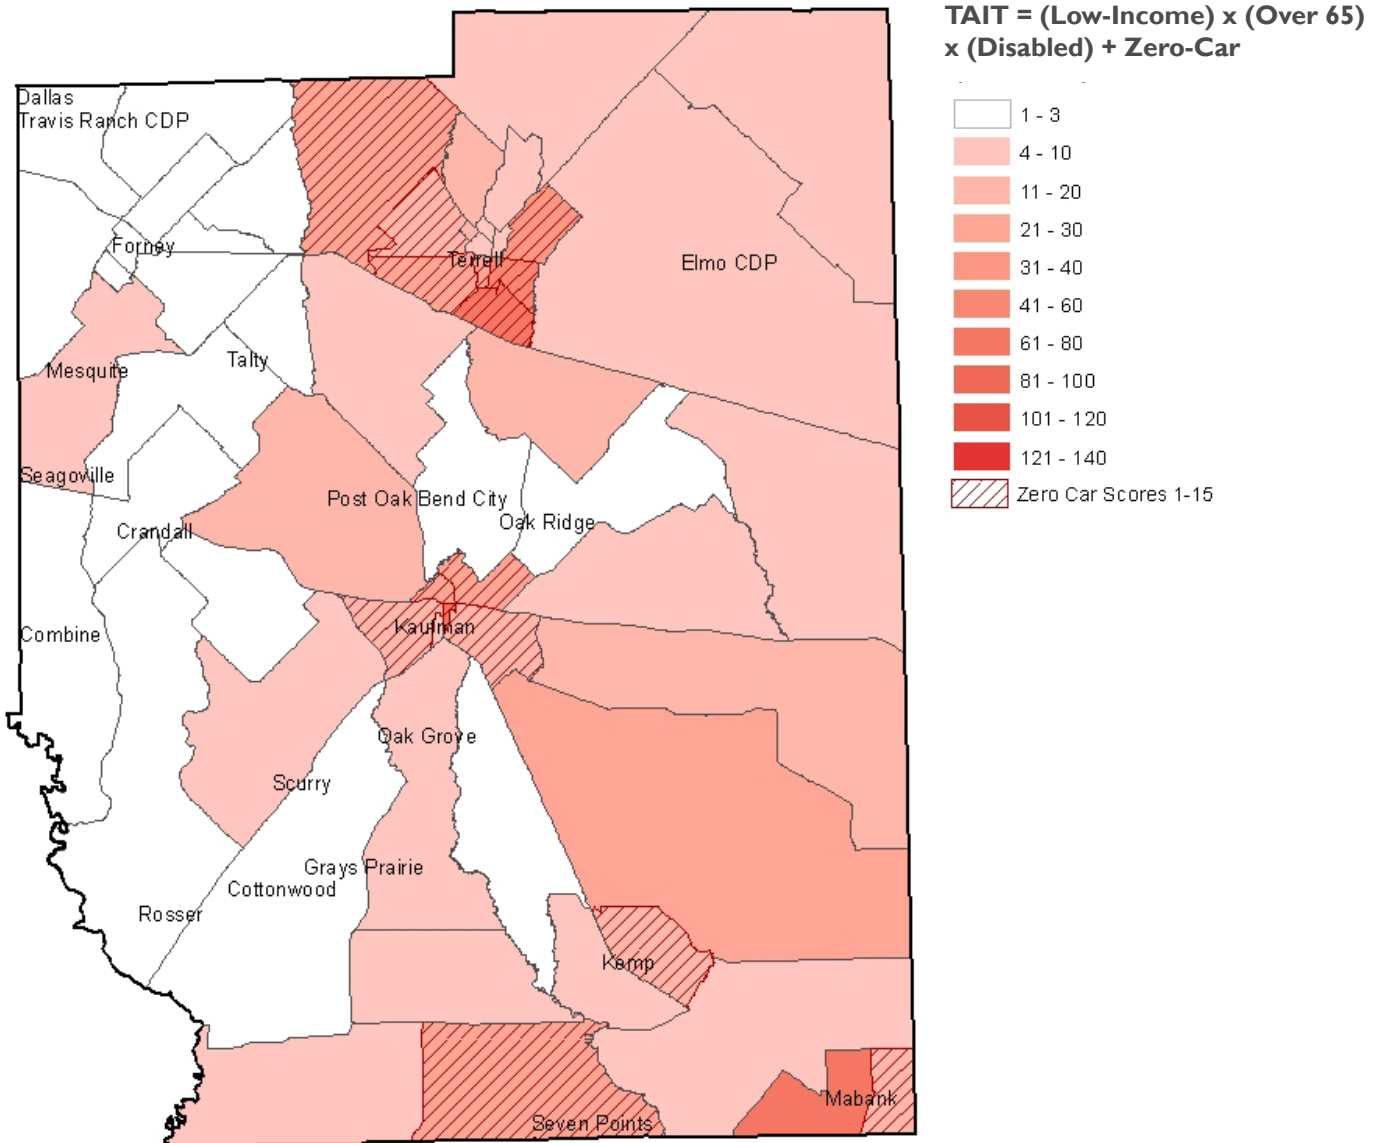 TAIT = (Low-Income) x (Over 65)
x (Disabled) + Zero-Car
1 - 3
4 - 10
11 - 20
21 - 30
31 - 40
41 - 60
61 - 80
81 - 100
101 - 120
121 - 140
Zero Car Scores 1-15
Dallas
Travis Ranch CDP
Forney
Terrell
Elmo CDP
Talty
Mesquite
Seagoville
Post Oak Bend City
Oak Ridge
Crandall
Kaufman
Combine
Oak Grove
Scurry
Grays Prairie
Cottonwood
Rosser
Kemp
Mabank
Seven Points